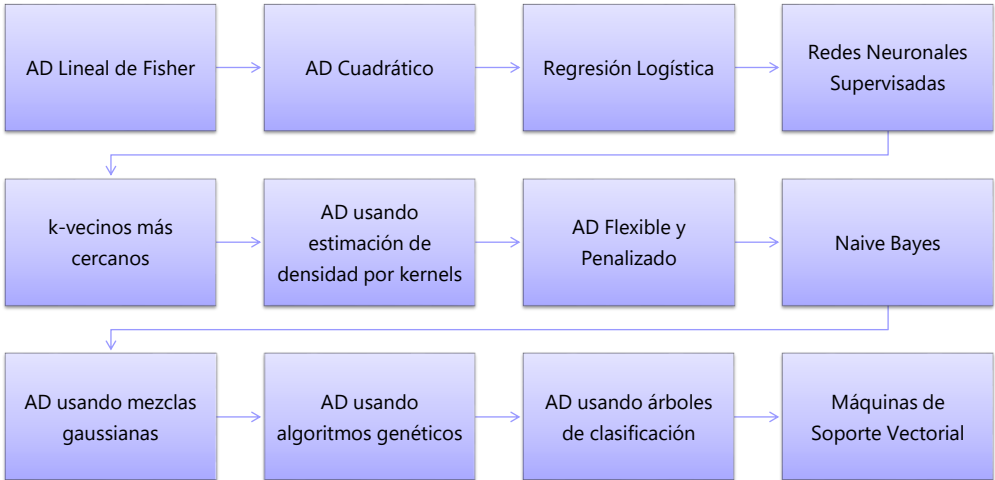 AD Lineal de Fisher
AD Cuadrático
Regresión Logística
Redes Neuronales
Supervisadas
k-vecinos más
cercanos
AD usando
estimación de
densidad por kernels
AD Flexible y
Penalizado
Naive Bayes
AD usando mezclas
gaussianas
AD usando
algoritmos genéticos
AD usando árboles
de clasificación
Máquinas de
Soporte Vectorial